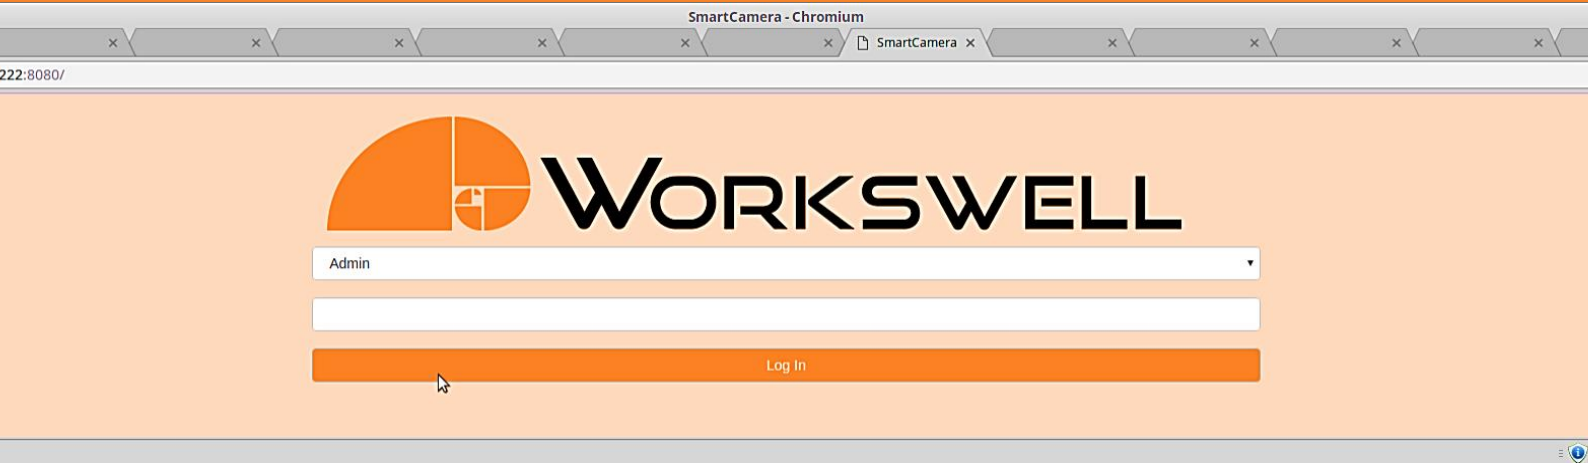 SmartCamera - Chromium
SmartCamera
222:8080/
WORKSWELL
Admin
Log In